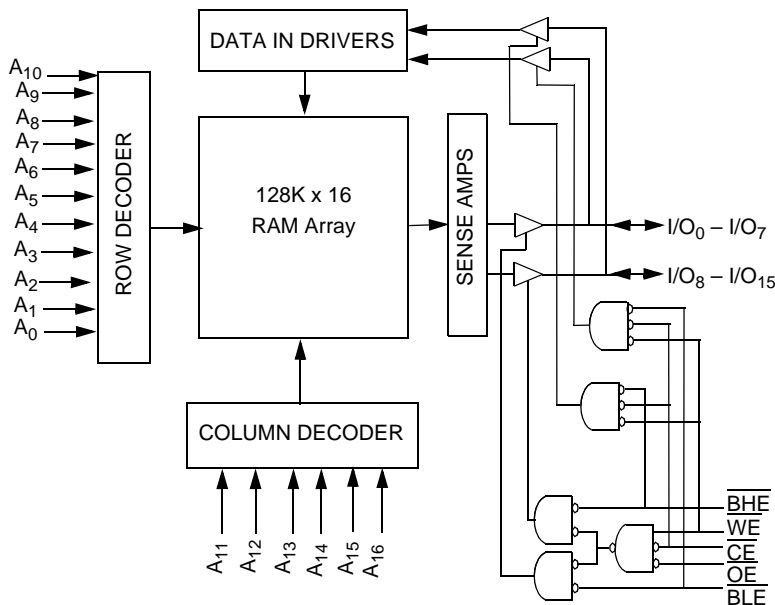 DATA IN DRIVERS
A10
A9
A8
A7
A6
A5
A4
A3
A2
A1
A0
ROW DECODER
128K x 16
RAM Array
SENSE AMPS
I/O0 – I/O7
I/O8 – I/O15
COLUMN DECODER
A11
A12
A13
A14
A15
A16
BHE
WE
CE
OE
BLE